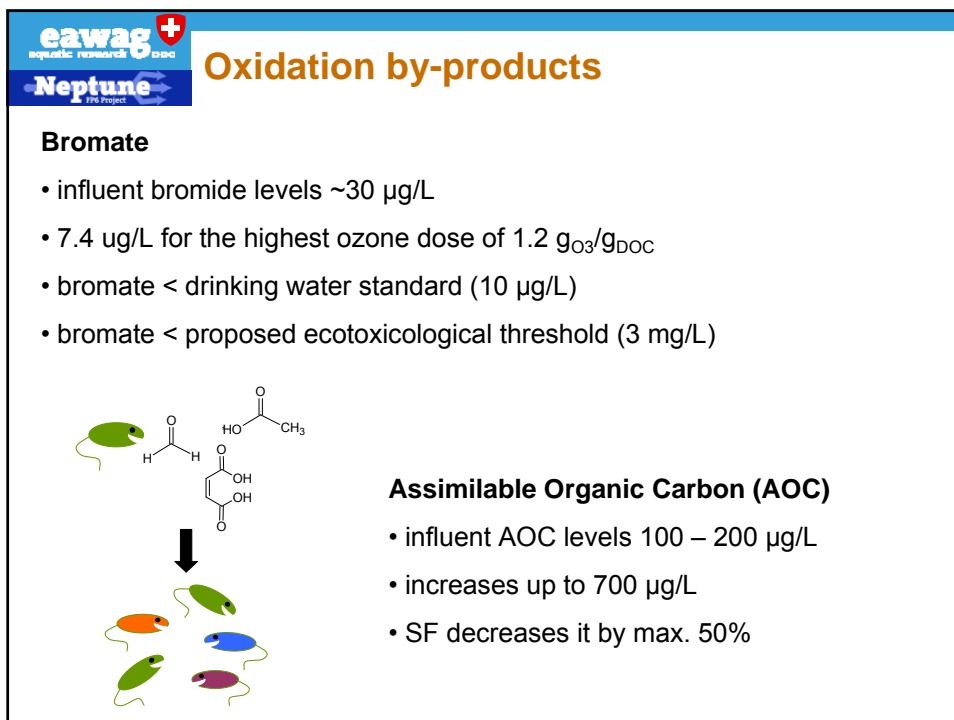 eawag
aquatic research ooo
Neptune
FP6 Project
Oxidation by-products
Bromate
• influent bromide levels ~30 µg/L
• 7.4 ug/L for the highest ozone dose of 1.2 gO3/gDOC
• bromate < drinking water standard (10 µg/L)
• bromate < proposed ecotoxicological threshold (3 mg/L)
O
HO
CH3
O
H
H
O
OH
OH
O
Assimilable Organic Carbon (AOC)
• influent AOC levels 100 – 200 µg/L
• increases up to 700 µg/L
• SF decreases it by max. 50%